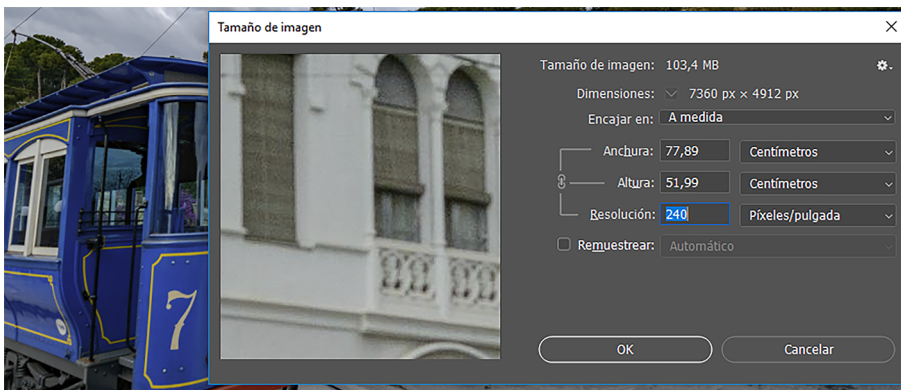 Tamaño de imagen
Tamaño de imagen: 103,4 MB
Dimensiones: 7360 px × 4912 px
Encajar en: A medida
Anchura: 77,89 Centímetros
Altura: 51,99 Centímetros
Resolución: 240 Píxeles/pulgada
Remuestrear: Automático
OK Cancelar
7